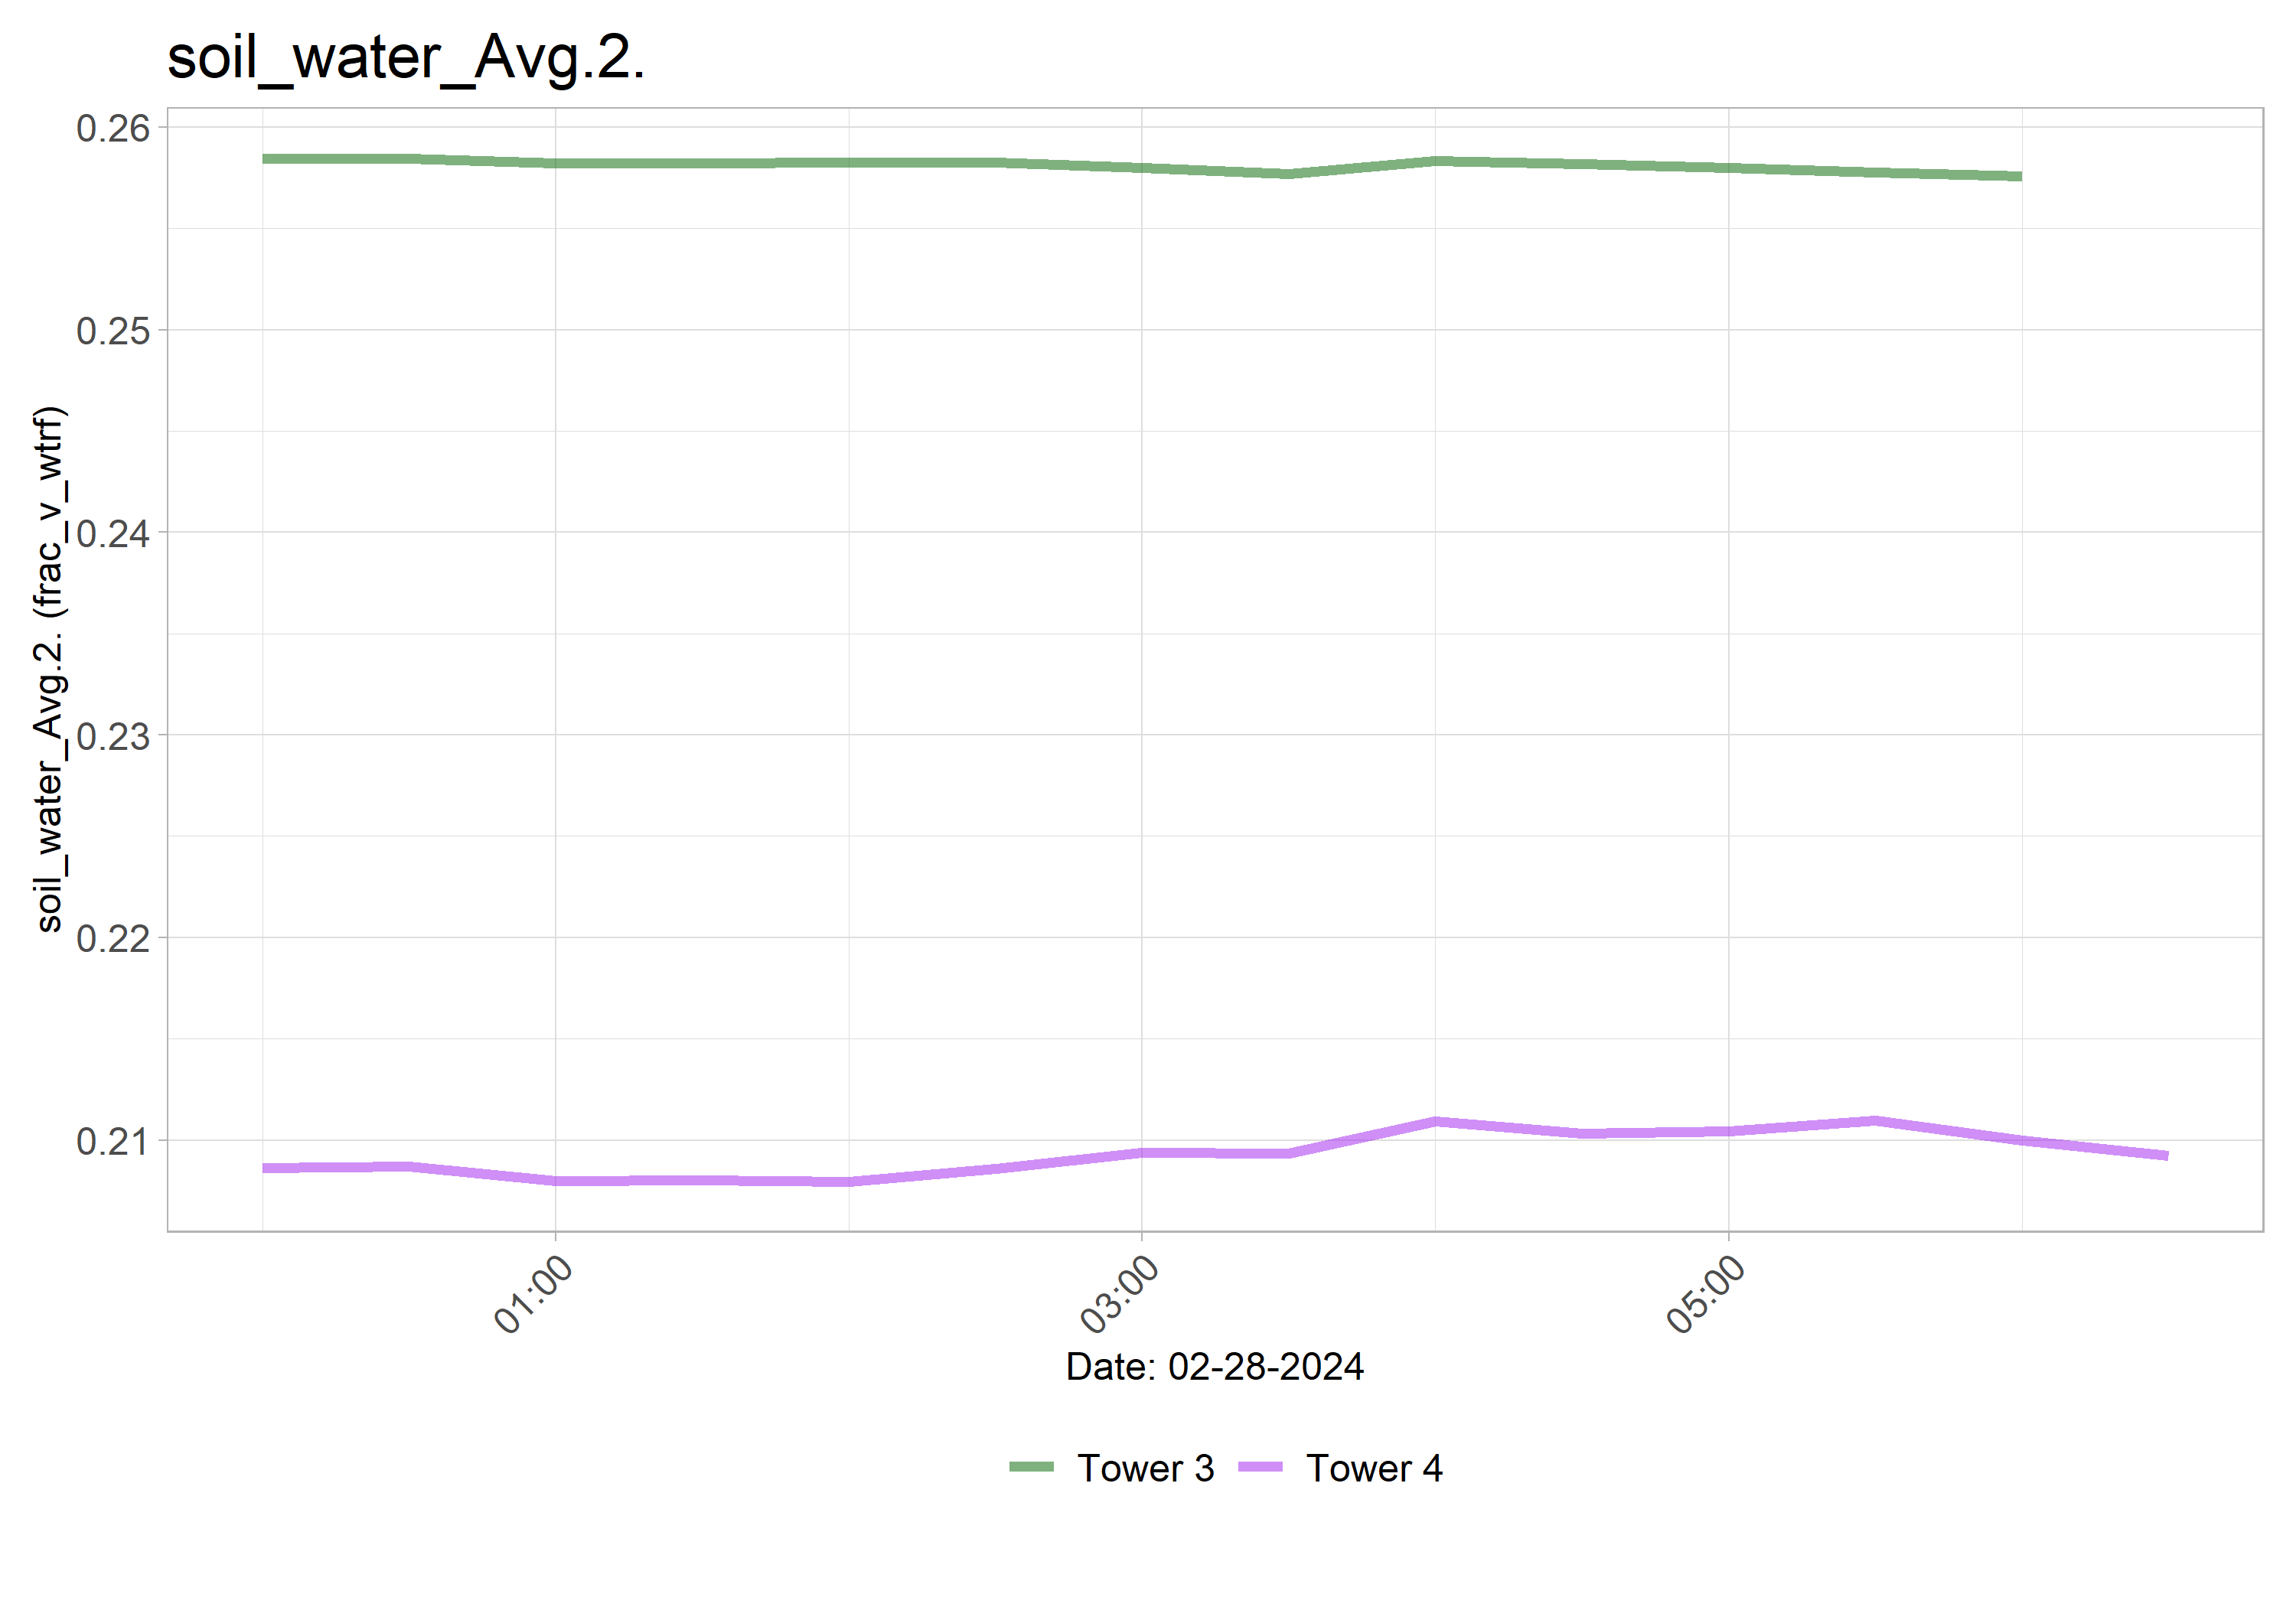 soil_water_Avg.2.
soil_water_Avg.2. (frac_v_wtrf)
0.26
0.25
0.24
0.23
0.22
0.21
01:00
03:00
05:00
Date: 02-28-2024
Tower 3
Tower 4